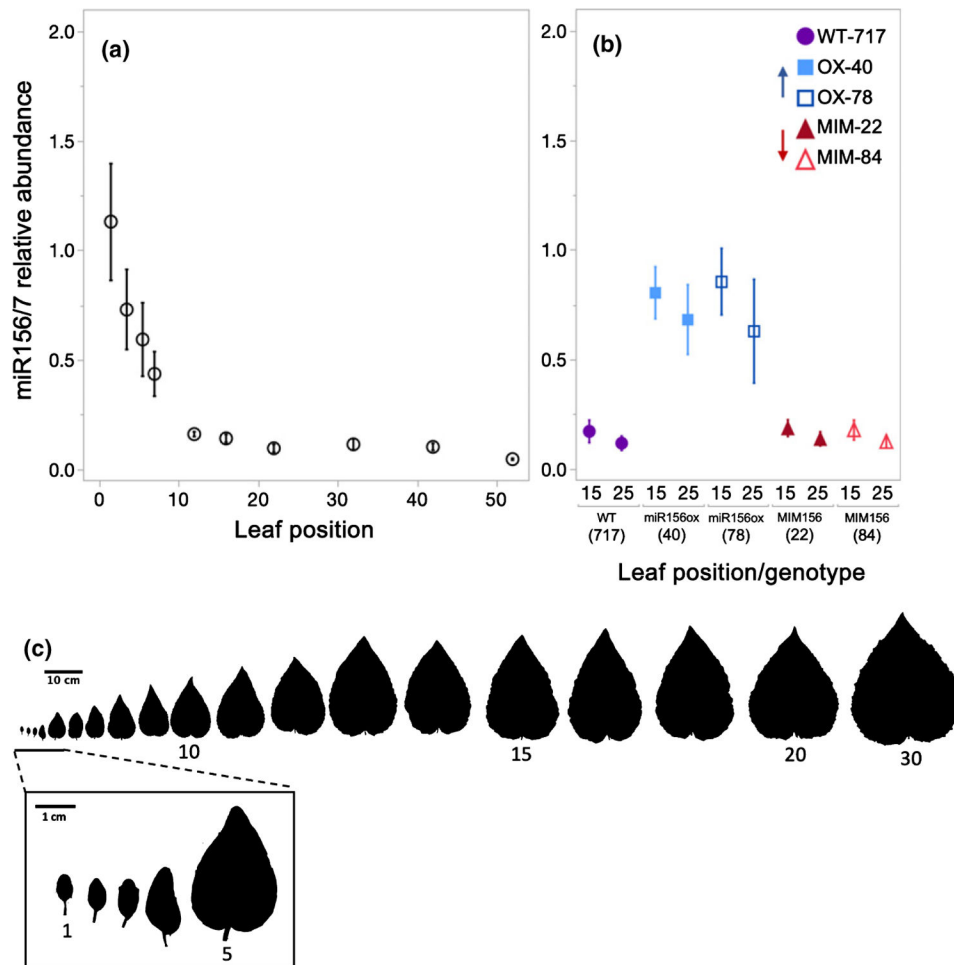 (a)
2.0
1.5
1.0
0.5
0.0
miR156/7 relative abundance
0 10 20 30 40 50
Leaf position
(b)
2.0
1.5
1.0
0.5
0.0
WT-717
OX-40
OX-78
MIM-22
MIM-84
15 25 15 25 15 25 15 25 15 25
WT miR156ox miR156ox MIM156 MIM156
(717) (40) (78) (22) (84)
Leaf position/genotype
(c)
10 cm
10 15 20 30
1 cm
1 5